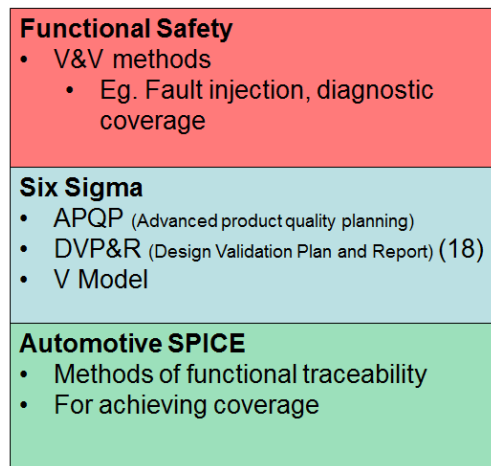 Functional Safety
• V&V methods
• Eg. Fault injection, diagnostic
coverage
Six Sigma
• APQP (Advanced product quality planning)
• DVP&R (Design Validation Plan and Report) (18)
• V Model
Automotive SPICE
• Methods of functional traceability
• For achieving coverage